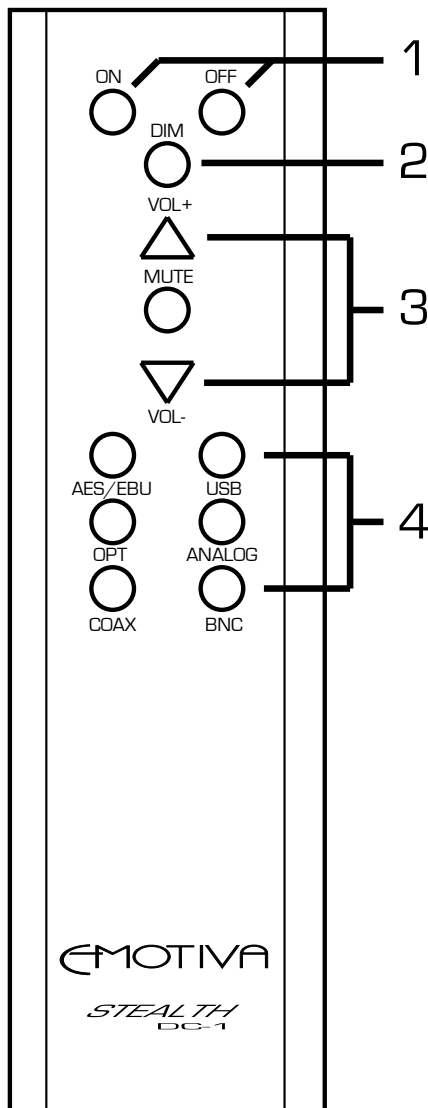 1
ON OFF
DIM
2
VOL+
MUTE
3
VOL-
AES/EBU USB
4
OPT ANALOG
COAX BNC
EMOTIVA
STEALTH
DC-1